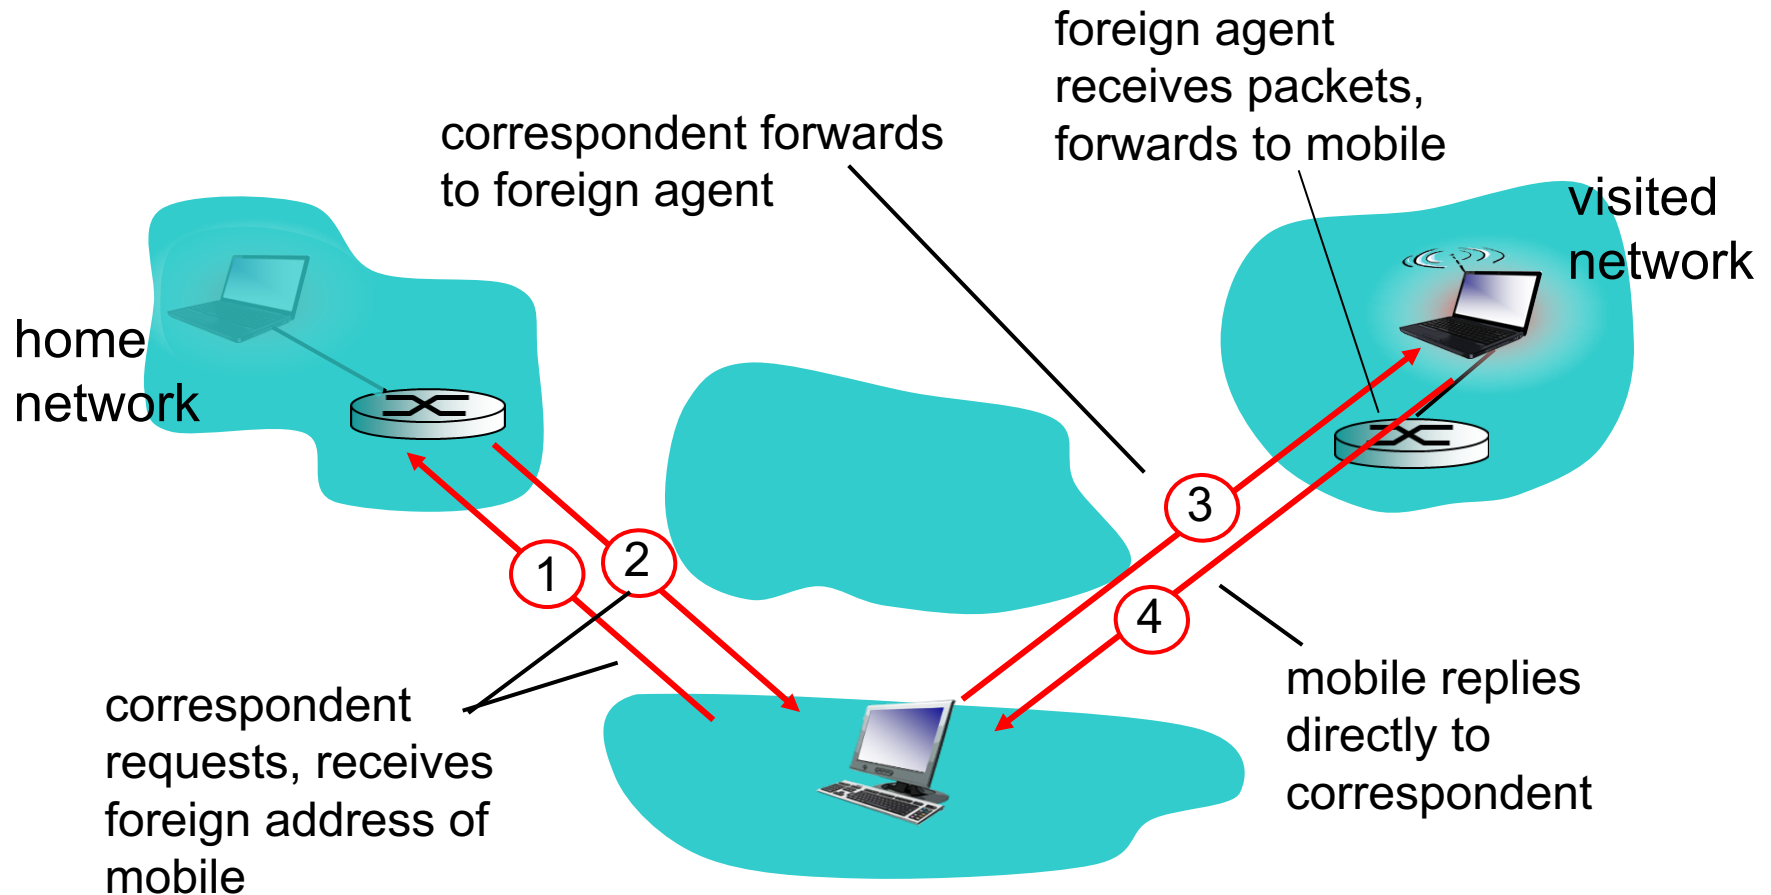 foreign agent
receives packets,
forwards to mobile
correspondent forwards
to foreign agent
visited
network
home
network
3
2
1
4
correspondent
requests, receives
foreign address of
mobile
mobile replies
directly to
correspondent